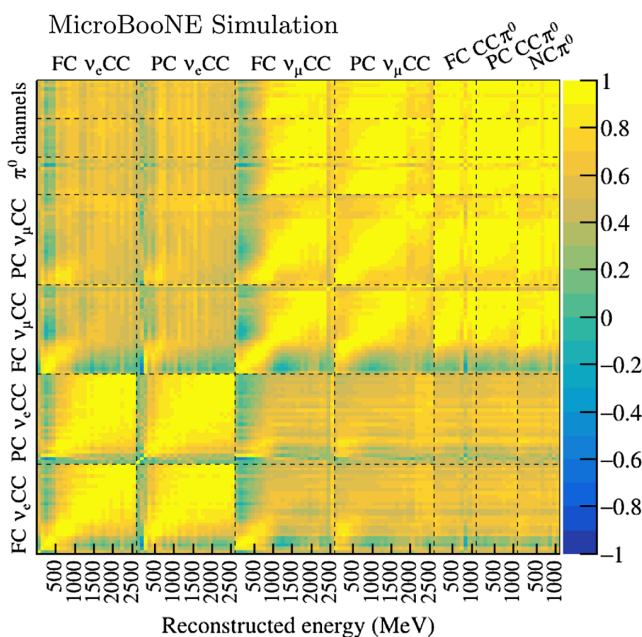 MicroBooNE Simulation
FC νeCC PC νeCC FC νμCC PC νμCC FC CCπ⁰ PC CCπ⁰ NCπ⁰
π⁰ channels
PC νμCC
FC νμCC
PC νeCC
FC νeCC
1
0.8
0.6
0.4
0.2
0
−0.2
−0.4
−0.6
−0.8
−1
500 1000 1500 2000 2500 500 1000 1500 2000 2500 500 1000 1500 2000 2500 500 1000 1500 2000 2500 500 1000 500 1000 500 1000
Reconstructed energy (MeV)